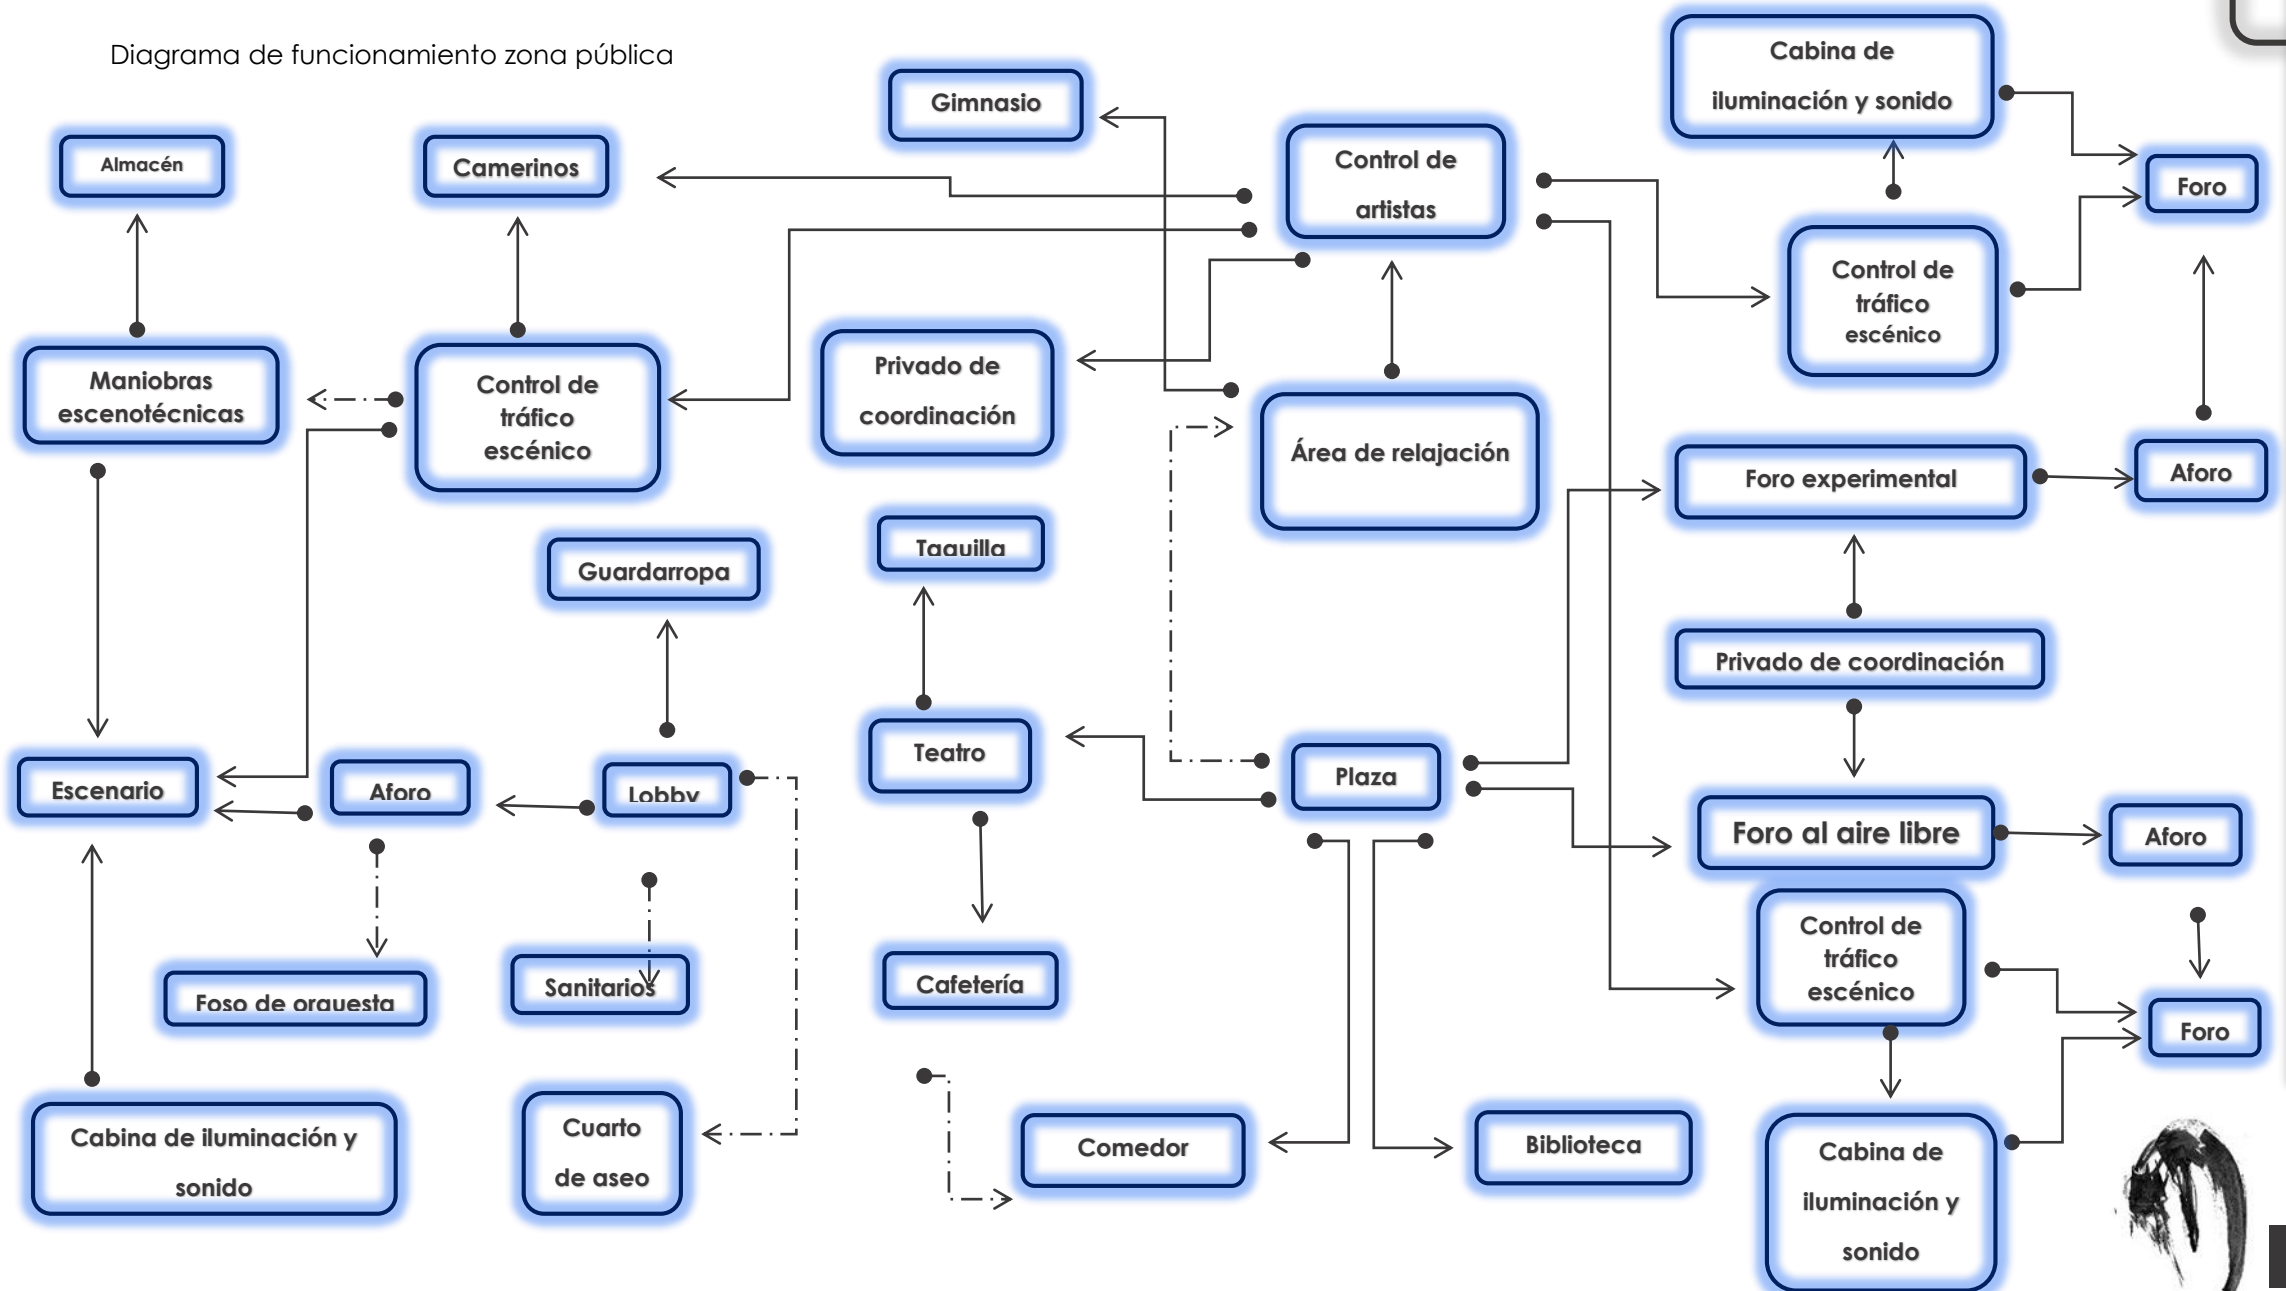 Diagrama de funcionamiento zona pública
Gimnasio
Cabina de
iluminación y sonido
Almacén
Camerinos
Control de
artistas
Foro
Control de
tráfico
escénico
Maniobras
escenotécnicas
Control de
tráfico
escénico
Privado de
coordinación
Área de relajación
Foro experimental
Aforo
Taquilla
Guardarropa
Privado de coordinación
Teatro
Plaza
Escenario
Aforo
Lobby
Foro al aire libre
Aforo
Control de
tráfico
escénico
Foso de orquesta
Sanitarios
Cafetería
Foro
Cabina de iluminación y
sonido
Cuarto
de aseo
Comedor
Biblioteca
Cabina de
iluminación y
sonido